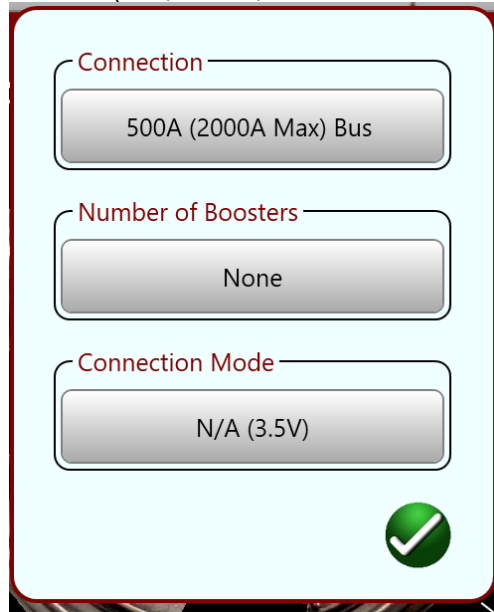 Connection
500A (2000A Max) Bus
Number of Boosters
None
Connection Mode
N/A (3.5V)